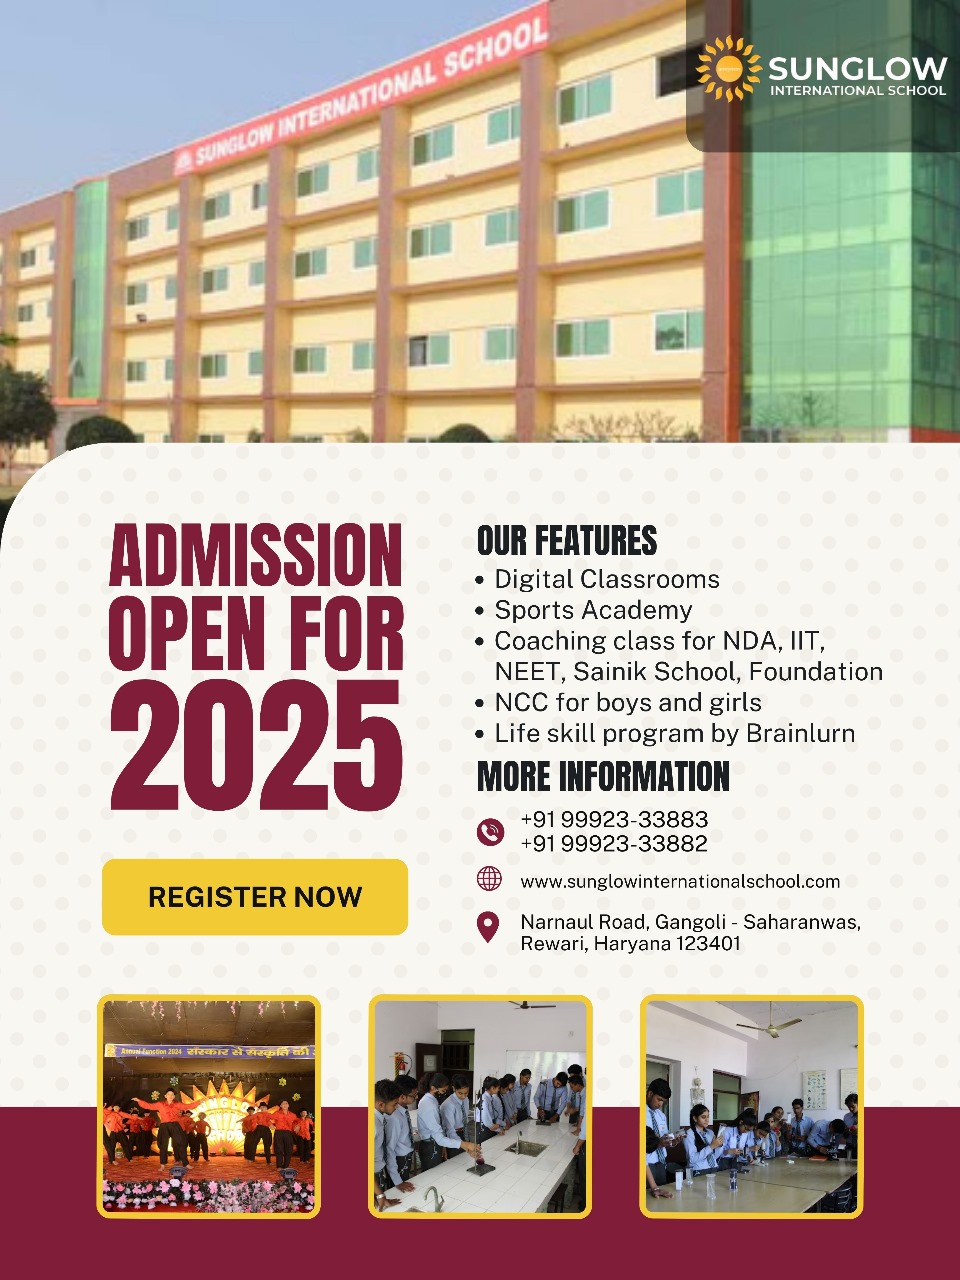 SUNGLOW INTERNATIONAL SCHOOL
SUNGLOW
INTERNATIONAL SCHOOL
ADMISSION
OPEN FOR
2025
REGISTER NOW
OUR FEATURES
• Digital Classrooms
• Sports Academy
• Coaching class for NDA, IIT,
NEET, Sainik School, Foundation
• NCC for boys and girls
• Life skill program by Brainlurn
MORE INFORMATION
+91 99923-33883
+91 99923-33882
www.sunglowinternationalschool.com
Narnaul Road, Gangoli - Saharanwas,
Rewari, Haryana 123401
Annual Function 2024 संस्कार से संस्कृति की
SUNGLOW
SCHOOL